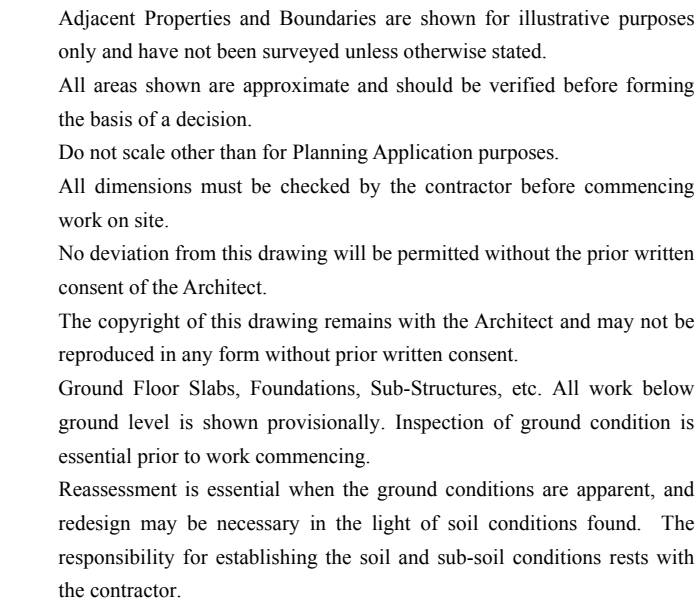 Adjacent Properties and Boundaries are shown for illustrative purposes
only and have not been surveyed unless otherwise stated.
All areas shown are approximate and should be verified before forming
the basis of a decision.
Do not scale other than for Planning Application purposes.
All dimensions must be checked by the contractor before commencing
work on site.
No deviation from this drawing will be permitted without the prior written
consent of the Architect.
The copyright of this drawing remains with the Architect and may not be
reproduced in any form without prior written consent.
Ground Floor Slabs, Foundations, Sub-Structures, etc. All work below
ground level is shown provisionally. Inspection of ground condition is
essential prior to work commencing.
Reassessment is essential when the ground conditions are apparent, and
redesign may be necessary in the light of soil conditions found.  The
responsibility for establishing the soil and sub-soil conditions rests with
the contractor.